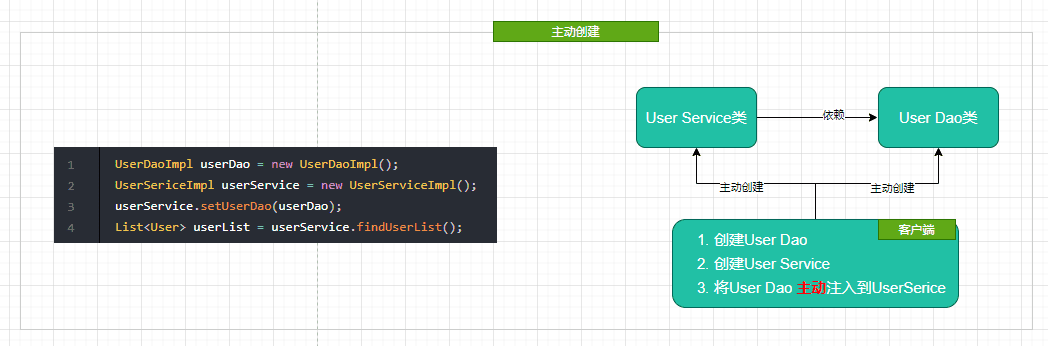 主动创建
1 UserDaoImpl userDao = new UserDaoImpl();
2 UserSericeImpl userService = new UserServiceImpl();
3 userService.setUserDao(userDao);
4 List<User> userList = userService.findUserList();
User Service类
依赖
User Dao类
主动创建
主动创建
客户端
1. 创建User Dao
2. 创建User Service
3. 将User Dao 主动注入到UserSerice